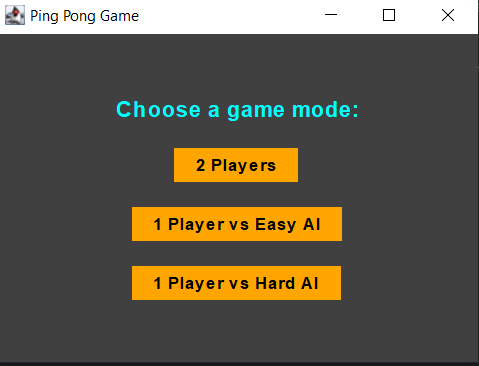 Ping Pong Game
Choose a game mode:
2 Players
1 Player vs Easy AI
1 Player vs Hard AI